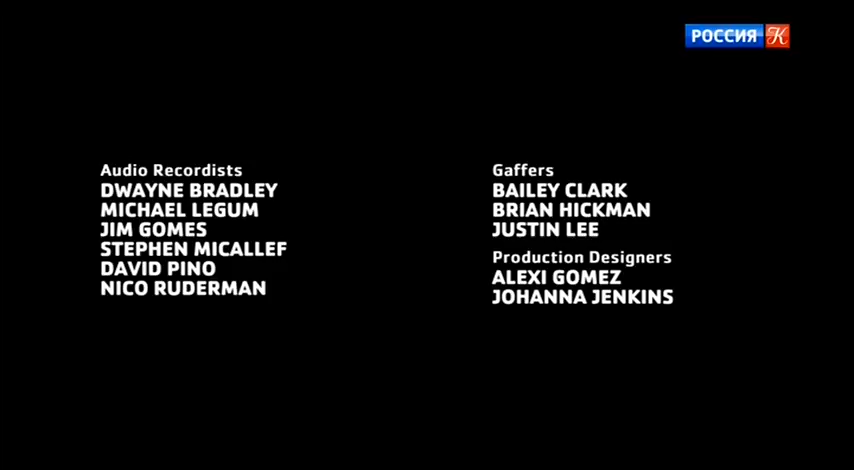 РОССИЯ К
Audio Recordists
DWAYNE BRADLEY
MICHAEL LEGUM
JIM GOMES
STEPHEN MICALLEF
DAVID PINO
NICO RUDERMAN
Gaffers
BAILEY CLARK
BRIAN HICKMAN
JUSTIN LEE
Production Designers
ALEXI GOMEZ
JOHANNA JENKINS